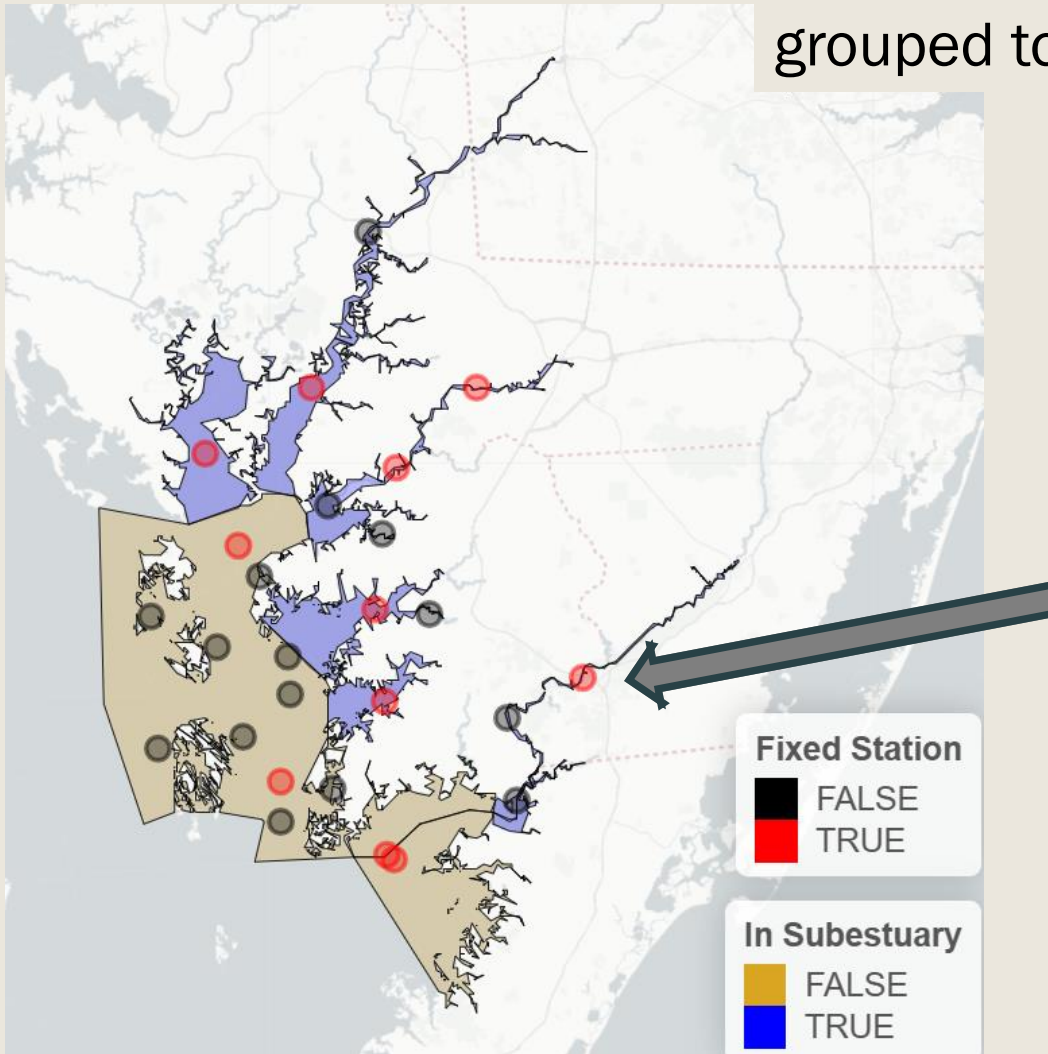 grouped to
Fixed Station
FALSE
TRUE
In Subestuary
FALSE
TRUE